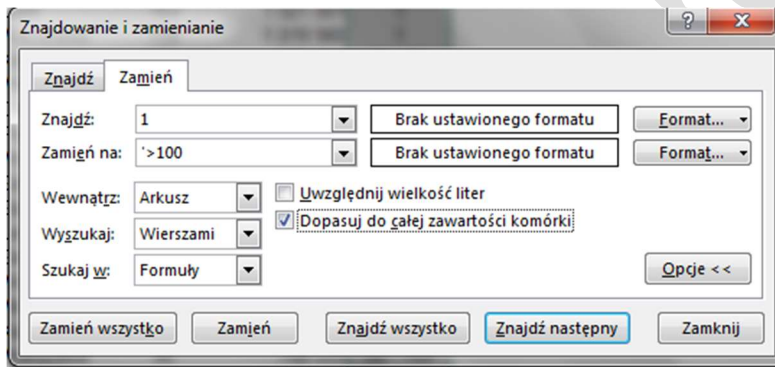 Znajdowanie i zamienianie
Znajdź Zamień
Znajdź: 1 Brak ustawionego formatu Format...
Zamień na: '>100 Brak ustawionego formatu Format...
Wewnątrz: Arkusz Uwzględnij wielkość liter
Wyszukaj: Wierszami Dopasuj do całej zawartości komórki
Szukaj w: Formuły Opcje <<
Zamień wszystko Zamień Znajdź wszystko Znajdź następny Zamknij